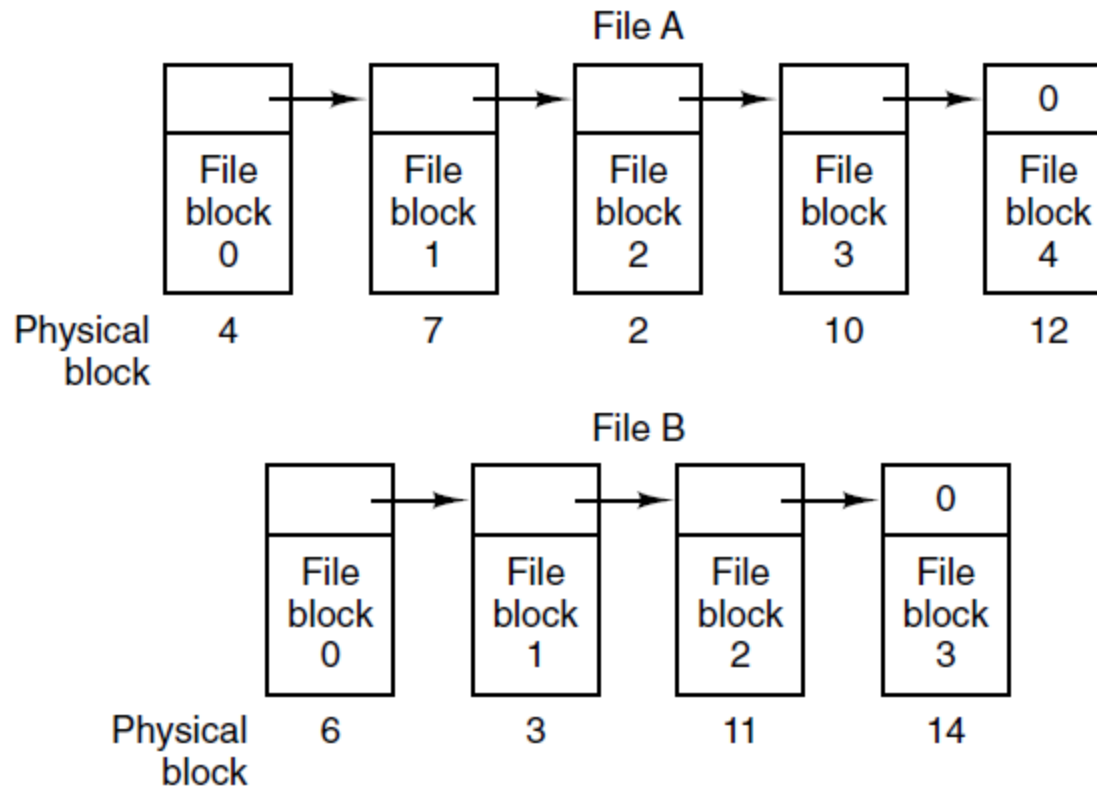 File A
0
File File File File File
block block block block block
0 1 2 3 4
Physical 4 7 2 10 12
block
File B
0
File File File File
block block block block
0 1 2 3
Physical 6 3 11 14
block